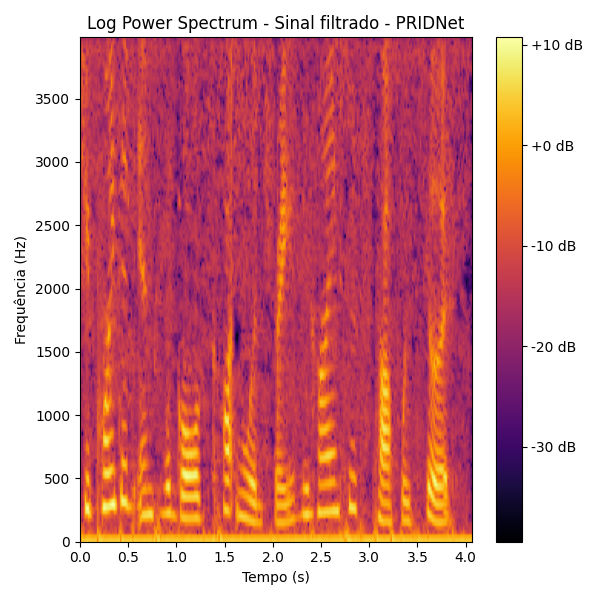 Log Power Spectrum - Sinal filtrado - PRIDNet
+10 dB
3500
+0 dB
3000
2500
-10 dB
Frequência (Hz)
2000
1500
-20 dB
1000
-30 dB
500
0
0.0 0.5 1.0 1.5 2.0 2.5 3.0 3.5 4.0
Tempo (s)